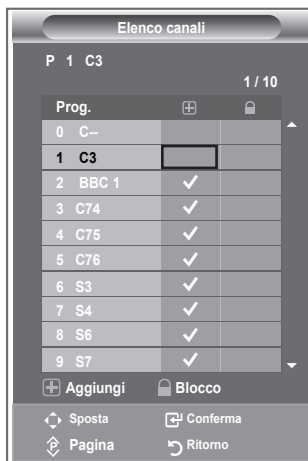 Elenco canali
P 1 C3
1 / 10
Prog.
0 C--
1 C3
2 BBC 1
3 C74
4 C75
5 C76
6 S3
7 S4
8 S6
9 S7
Aggiungi Blocco
Sposta Conferma
P Pagina Ritorno